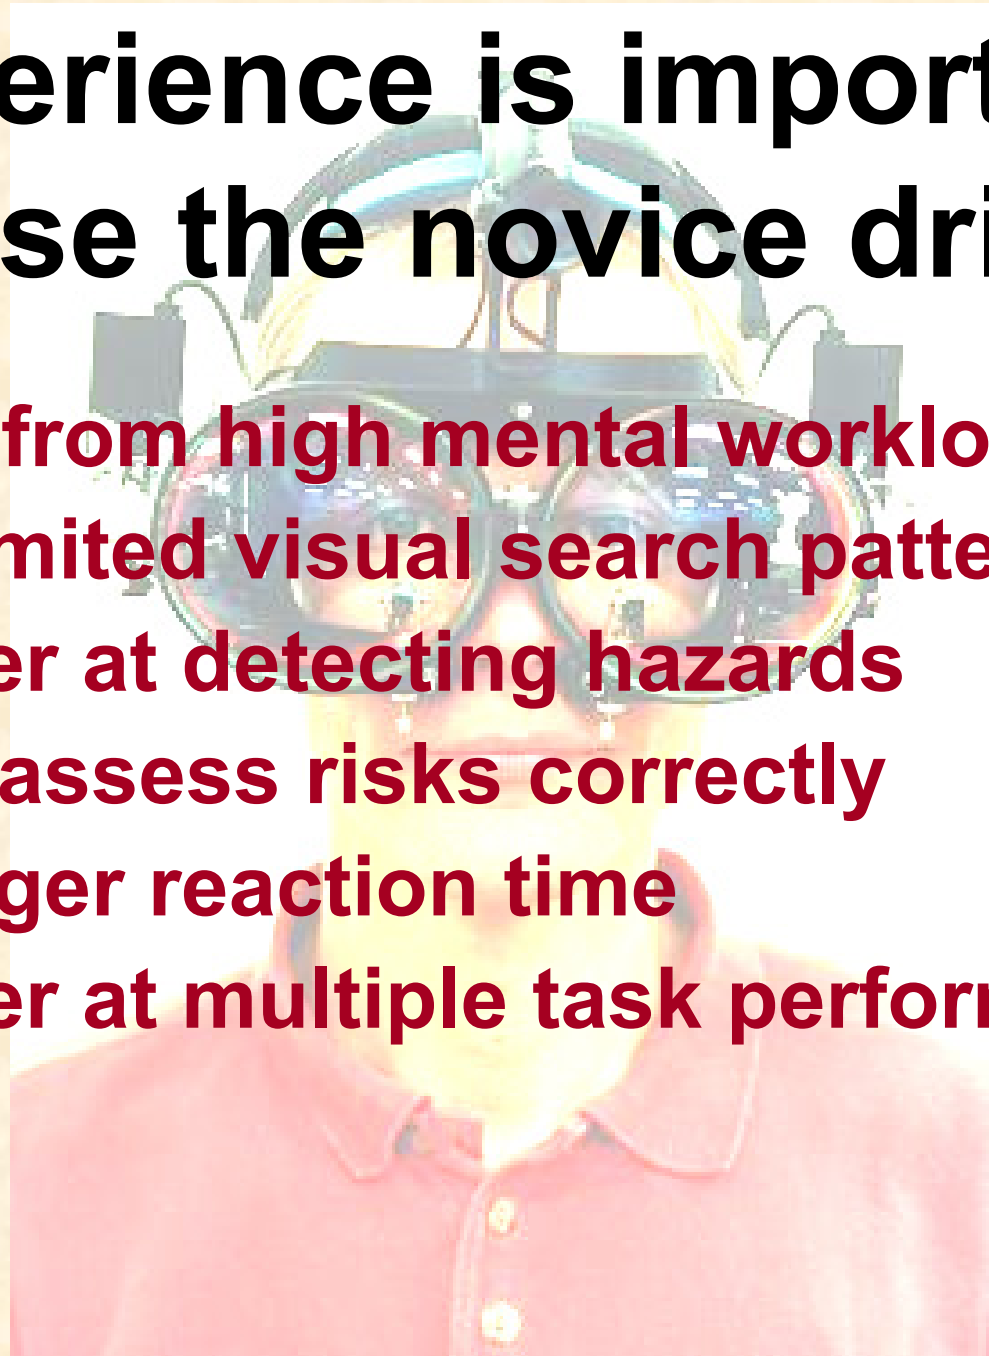 erience is import
se the novice dri
from high mental worklo
mited visual search patte
er at detecting hazards
assess risks correctly
ger reaction time
er at multiple task perfor